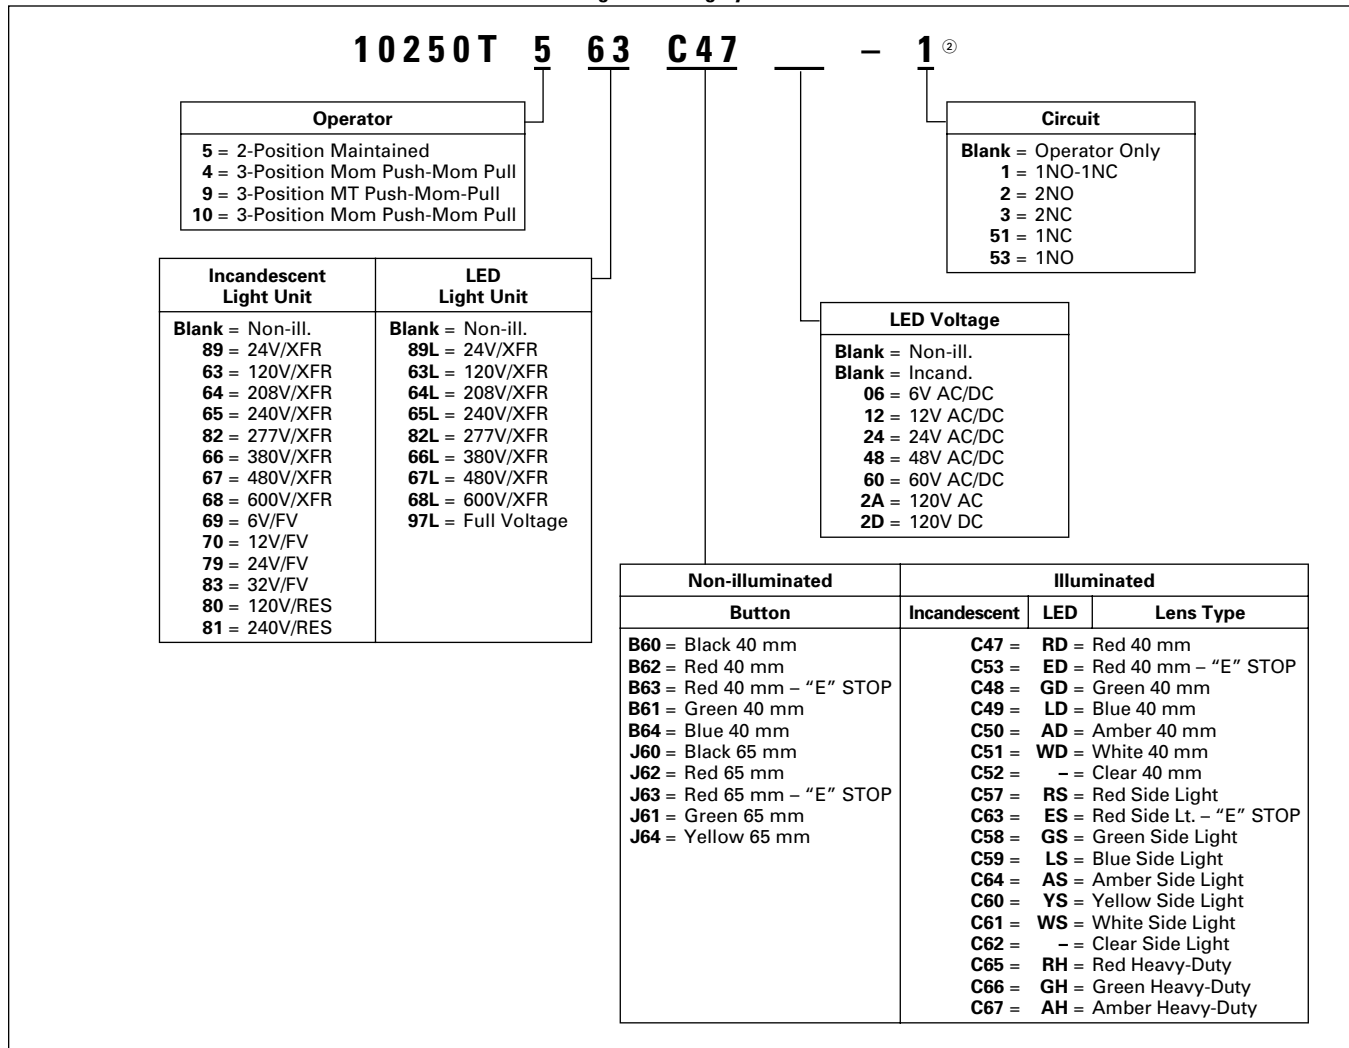 10250T 5 63 C47 __ – 1 ②
Operator
5 = 2-Position Maintained
4 = 3-Position Mom Push-Mom Pull
9 = 3-Position MT Push-Mom-Pull
10 = 3-Position Mom Push-Mom Pull
Circuit
Blank = Operator Only
1 = 1NO-1NC
2 = 2NO
3 = 2NC
51 = 1NC
53 = 1NO
Incandescent
Light Unit
Blank = Non-ill.
89 = 24V/XFR
63 = 120V/XFR
64 = 208V/XFR
65 = 240V/XFR
82 = 277V/XFR
66 = 380V/XFR
67 = 480V/XFR
68 = 600V/XFR
69 = 6V/FV
70 = 12V/FV
79 = 24V/FV
83 = 32V/FV
80 = 120V/RES
81 = 240V/RES
LED
Light Unit
Blank = Non-ill.
89L = 24V/XFR
63L = 120V/XFR
64L = 208V/XFR
65L = 240V/XFR
82L = 277V/XFR
66L = 380V/XFR
67L = 480V/XFR
68L = 600V/XFR
97L = Full Voltage
LED Voltage
Blank = Non-ill.
Blank = Incand.
06 = 6V AC/DC
12 = 12V AC/DC
24 = 24V AC/DC
48 = 48V AC/DC
60 = 60V AC/DC
2A = 120V AC
2D = 120V DC
Non-illuminated
Button
B60 = Black 40 mm
B62 = Red 40 mm
B63 = Red 40 mm – “E” STOP
B61 = Green 40 mm
B64 = Blue 40 mm
J60 = Black 65 mm
J62 = Red 65 mm
J63 = Red 65 mm – “E” STOP
J61 = Green 65 mm
J64 = Yellow 65 mm
Illuminated
Incandescent LED Lens Type
C47 = RD = Red 40 mm
C53 = ED = Red 40 mm – “E” STOP
C48 = GD = Green 40 mm
C49 = LD = Blue 40 mm
C50 = AD = Amber 40 mm
C51 = WD = White 40 mm
C52 = – = Clear 40 mm
C57 = RS = Red Side Light
C63 = ES = Red Side Lt. – “E” STOP
C58 = GS = Green Side Light
C59 = LS = Blue Side Light
C64 = AS = Amber Side Light
C60 = YS = Yellow Side Light
C61 = WS = White Side Light
C62 = – = Clear Side Light
C65 = RH = Red Heavy-Duty
C66 = GH = Green Heavy-Duty
C67 = AH = Amber Heavy-Duty